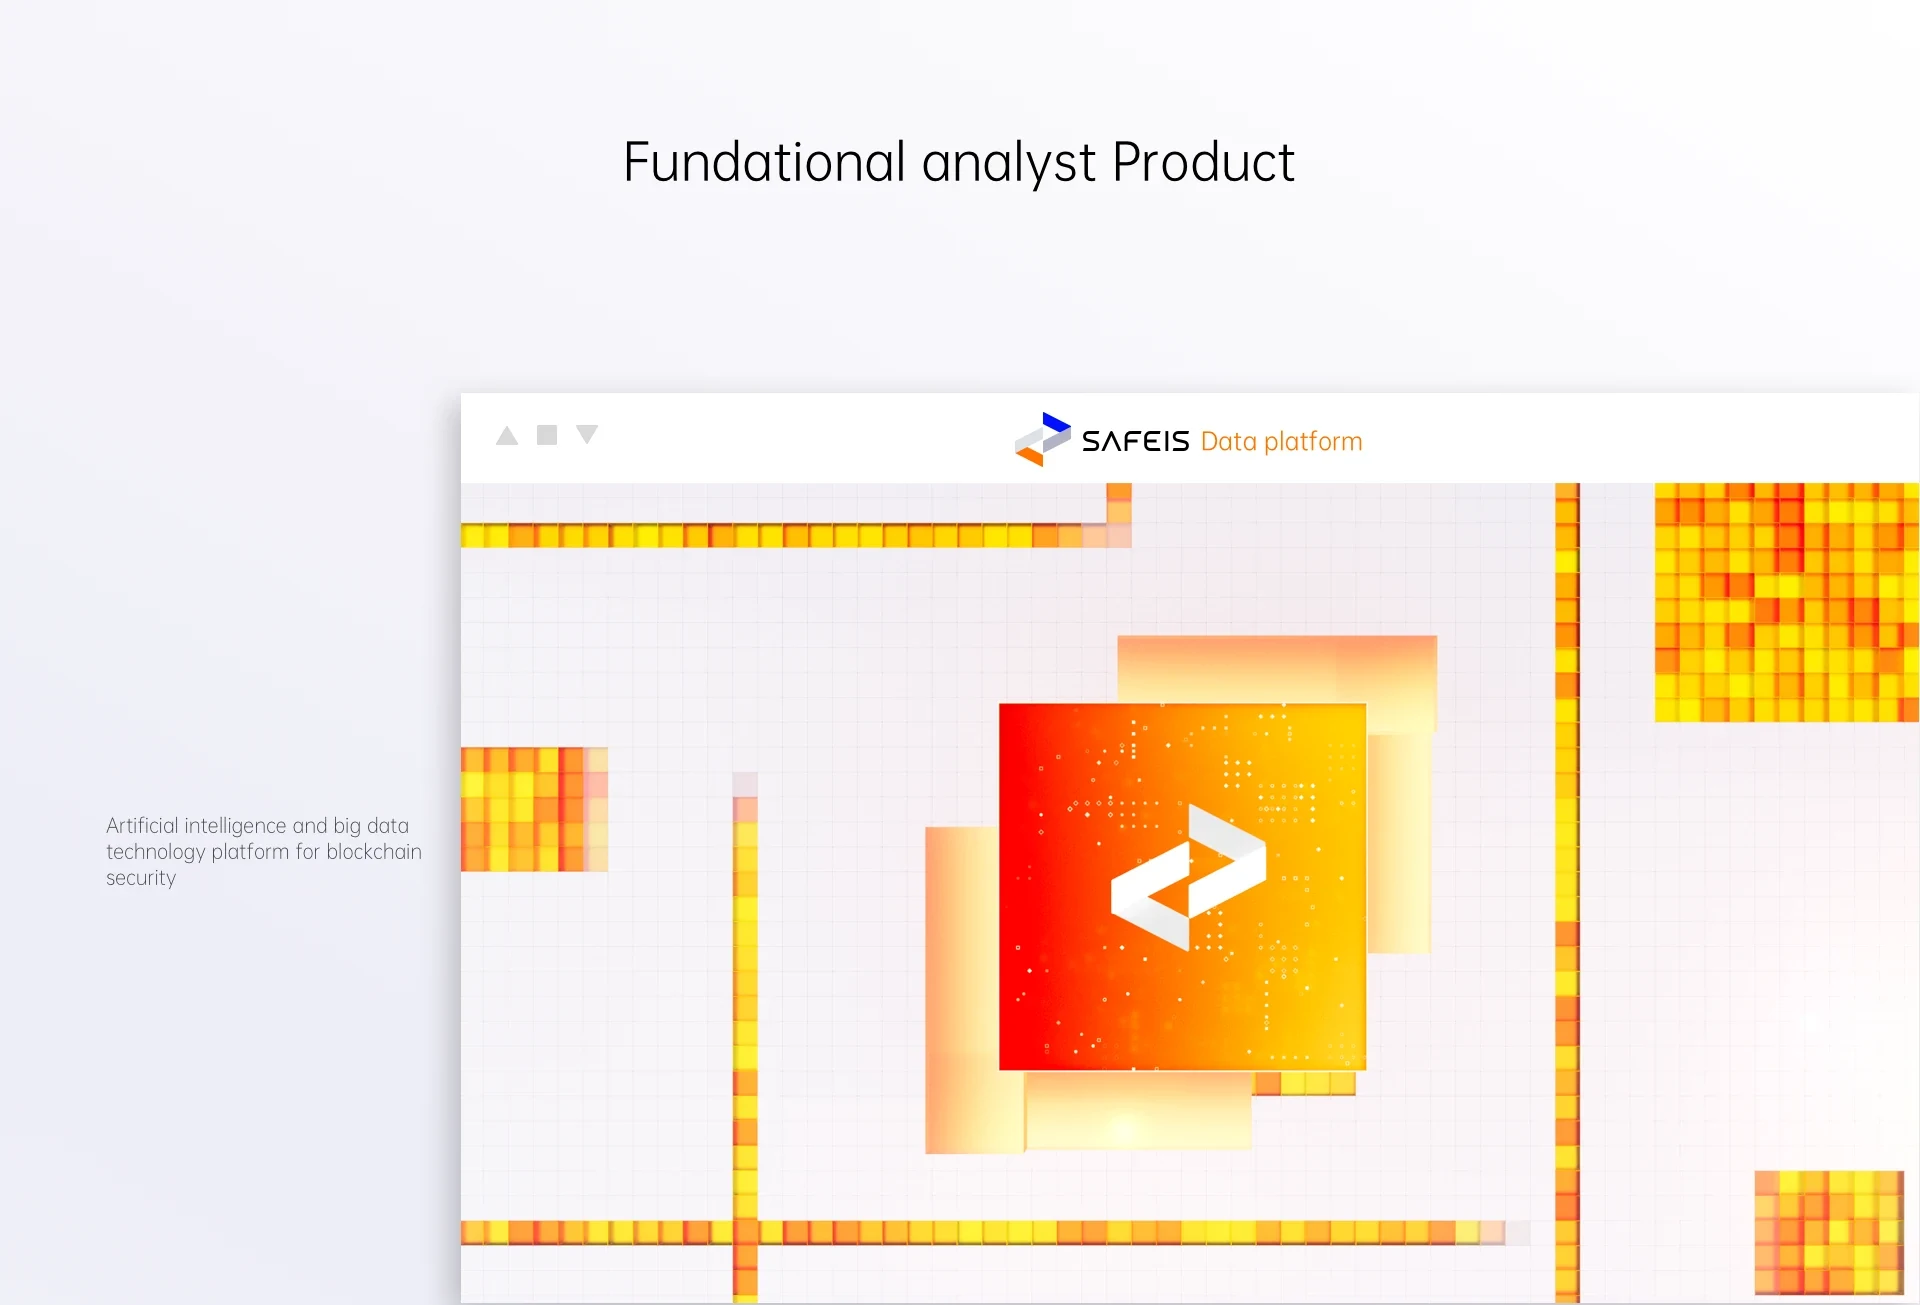 Fundational analyst Product
SAFEIS Data platform
Artificial intelligence and big data
technology platform for blockchain
security